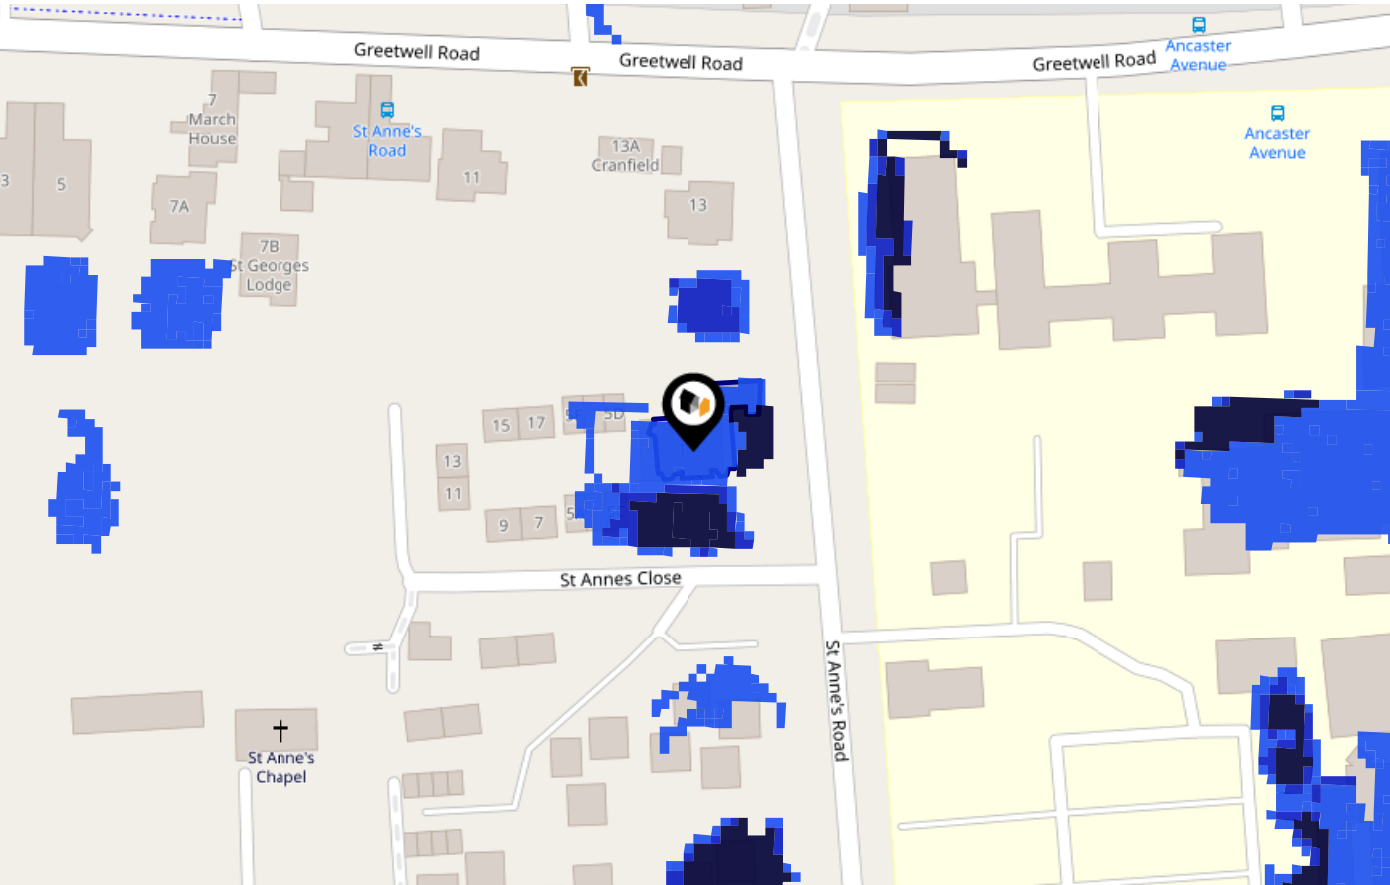 Greetwell Road
Greetwell Road
Greetwell Road
Ancaster
Avenue
7
March
House
St Anne's
Road
13A
Cranfield
Ancaster
Avenue
3
5
11
7A
13
7B
St Georges
Lodge
15
17
5D
13
11
9
7
5
St Annes Close
St Anne's Road
St Anne's
Chapel